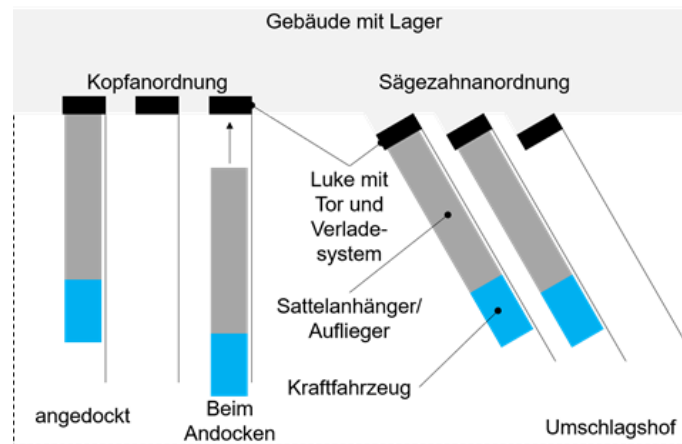 Gebäude mit Lager
Kopfanordnung
Sägezahnanordnung
Luke mit
Tor und
Verlade-
system
Sattelanhänger/
Auflieger
Kraftfahrzeug
angedockt
Beim
Andocken
Umschlagshof